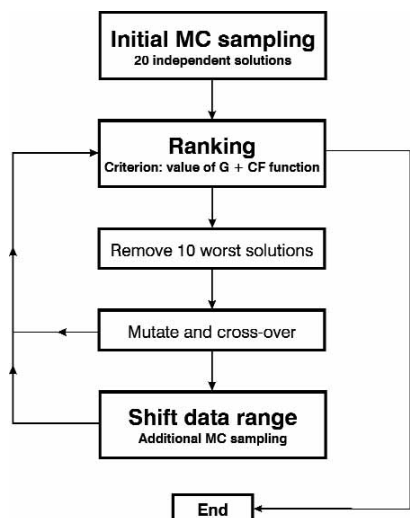 Initial MC sampling
20 independent solutions
Ranking
Criterion: value of G + CF function
Remove 10 worst solutions
Mutate and cross-over
Shift data range
Additional MC sampling
End